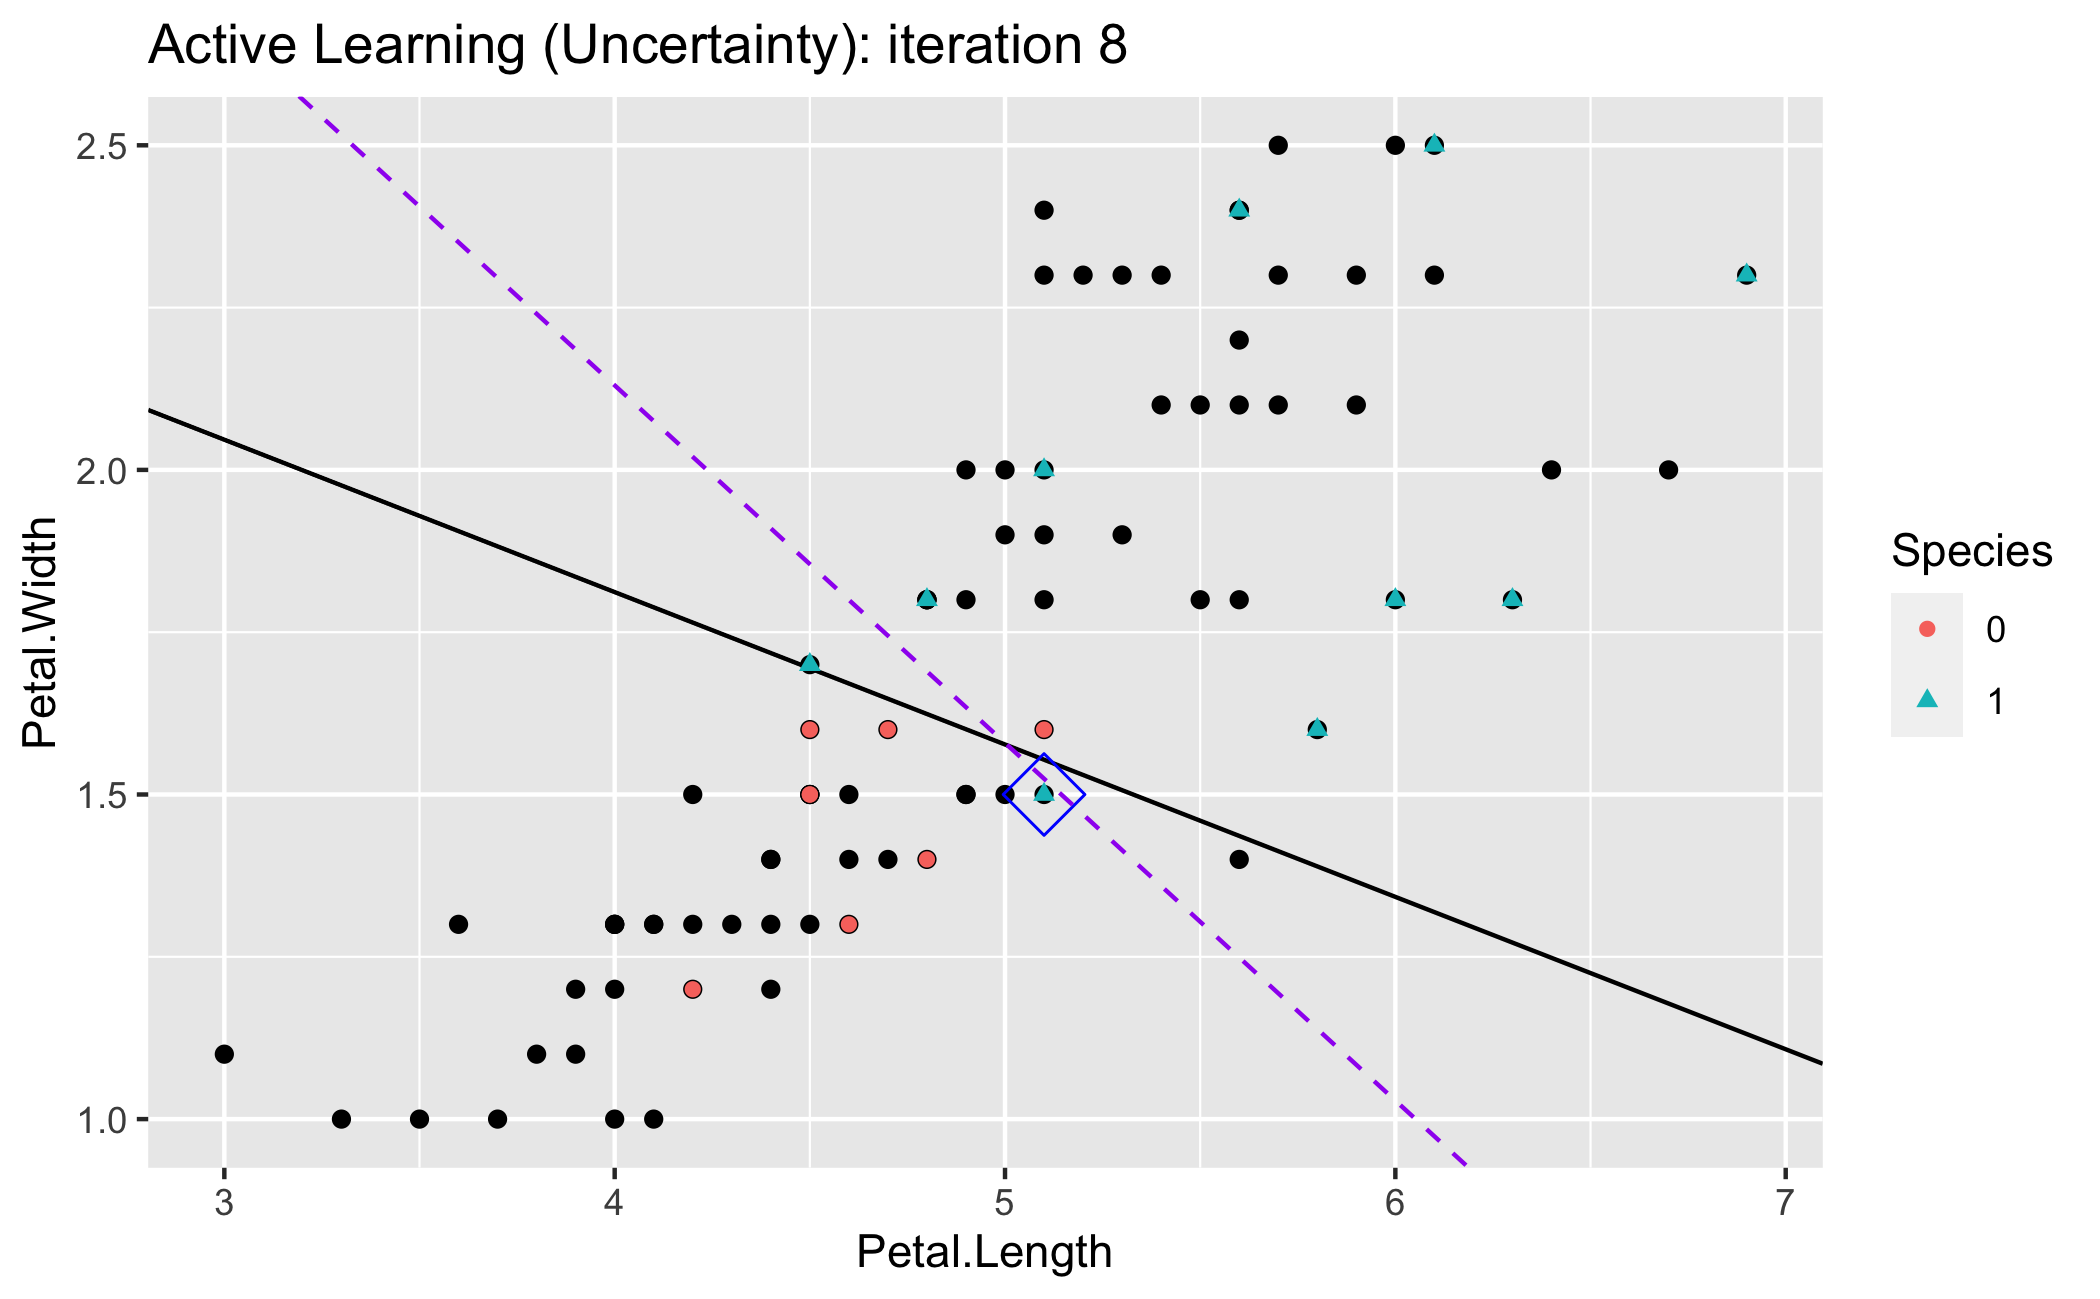 Active Learning (Uncertainty): iteration 8
2.5
2.0
1.5
1.0
Petal.Width
3 4 5 6 7
Petal.Length
Species
0
1